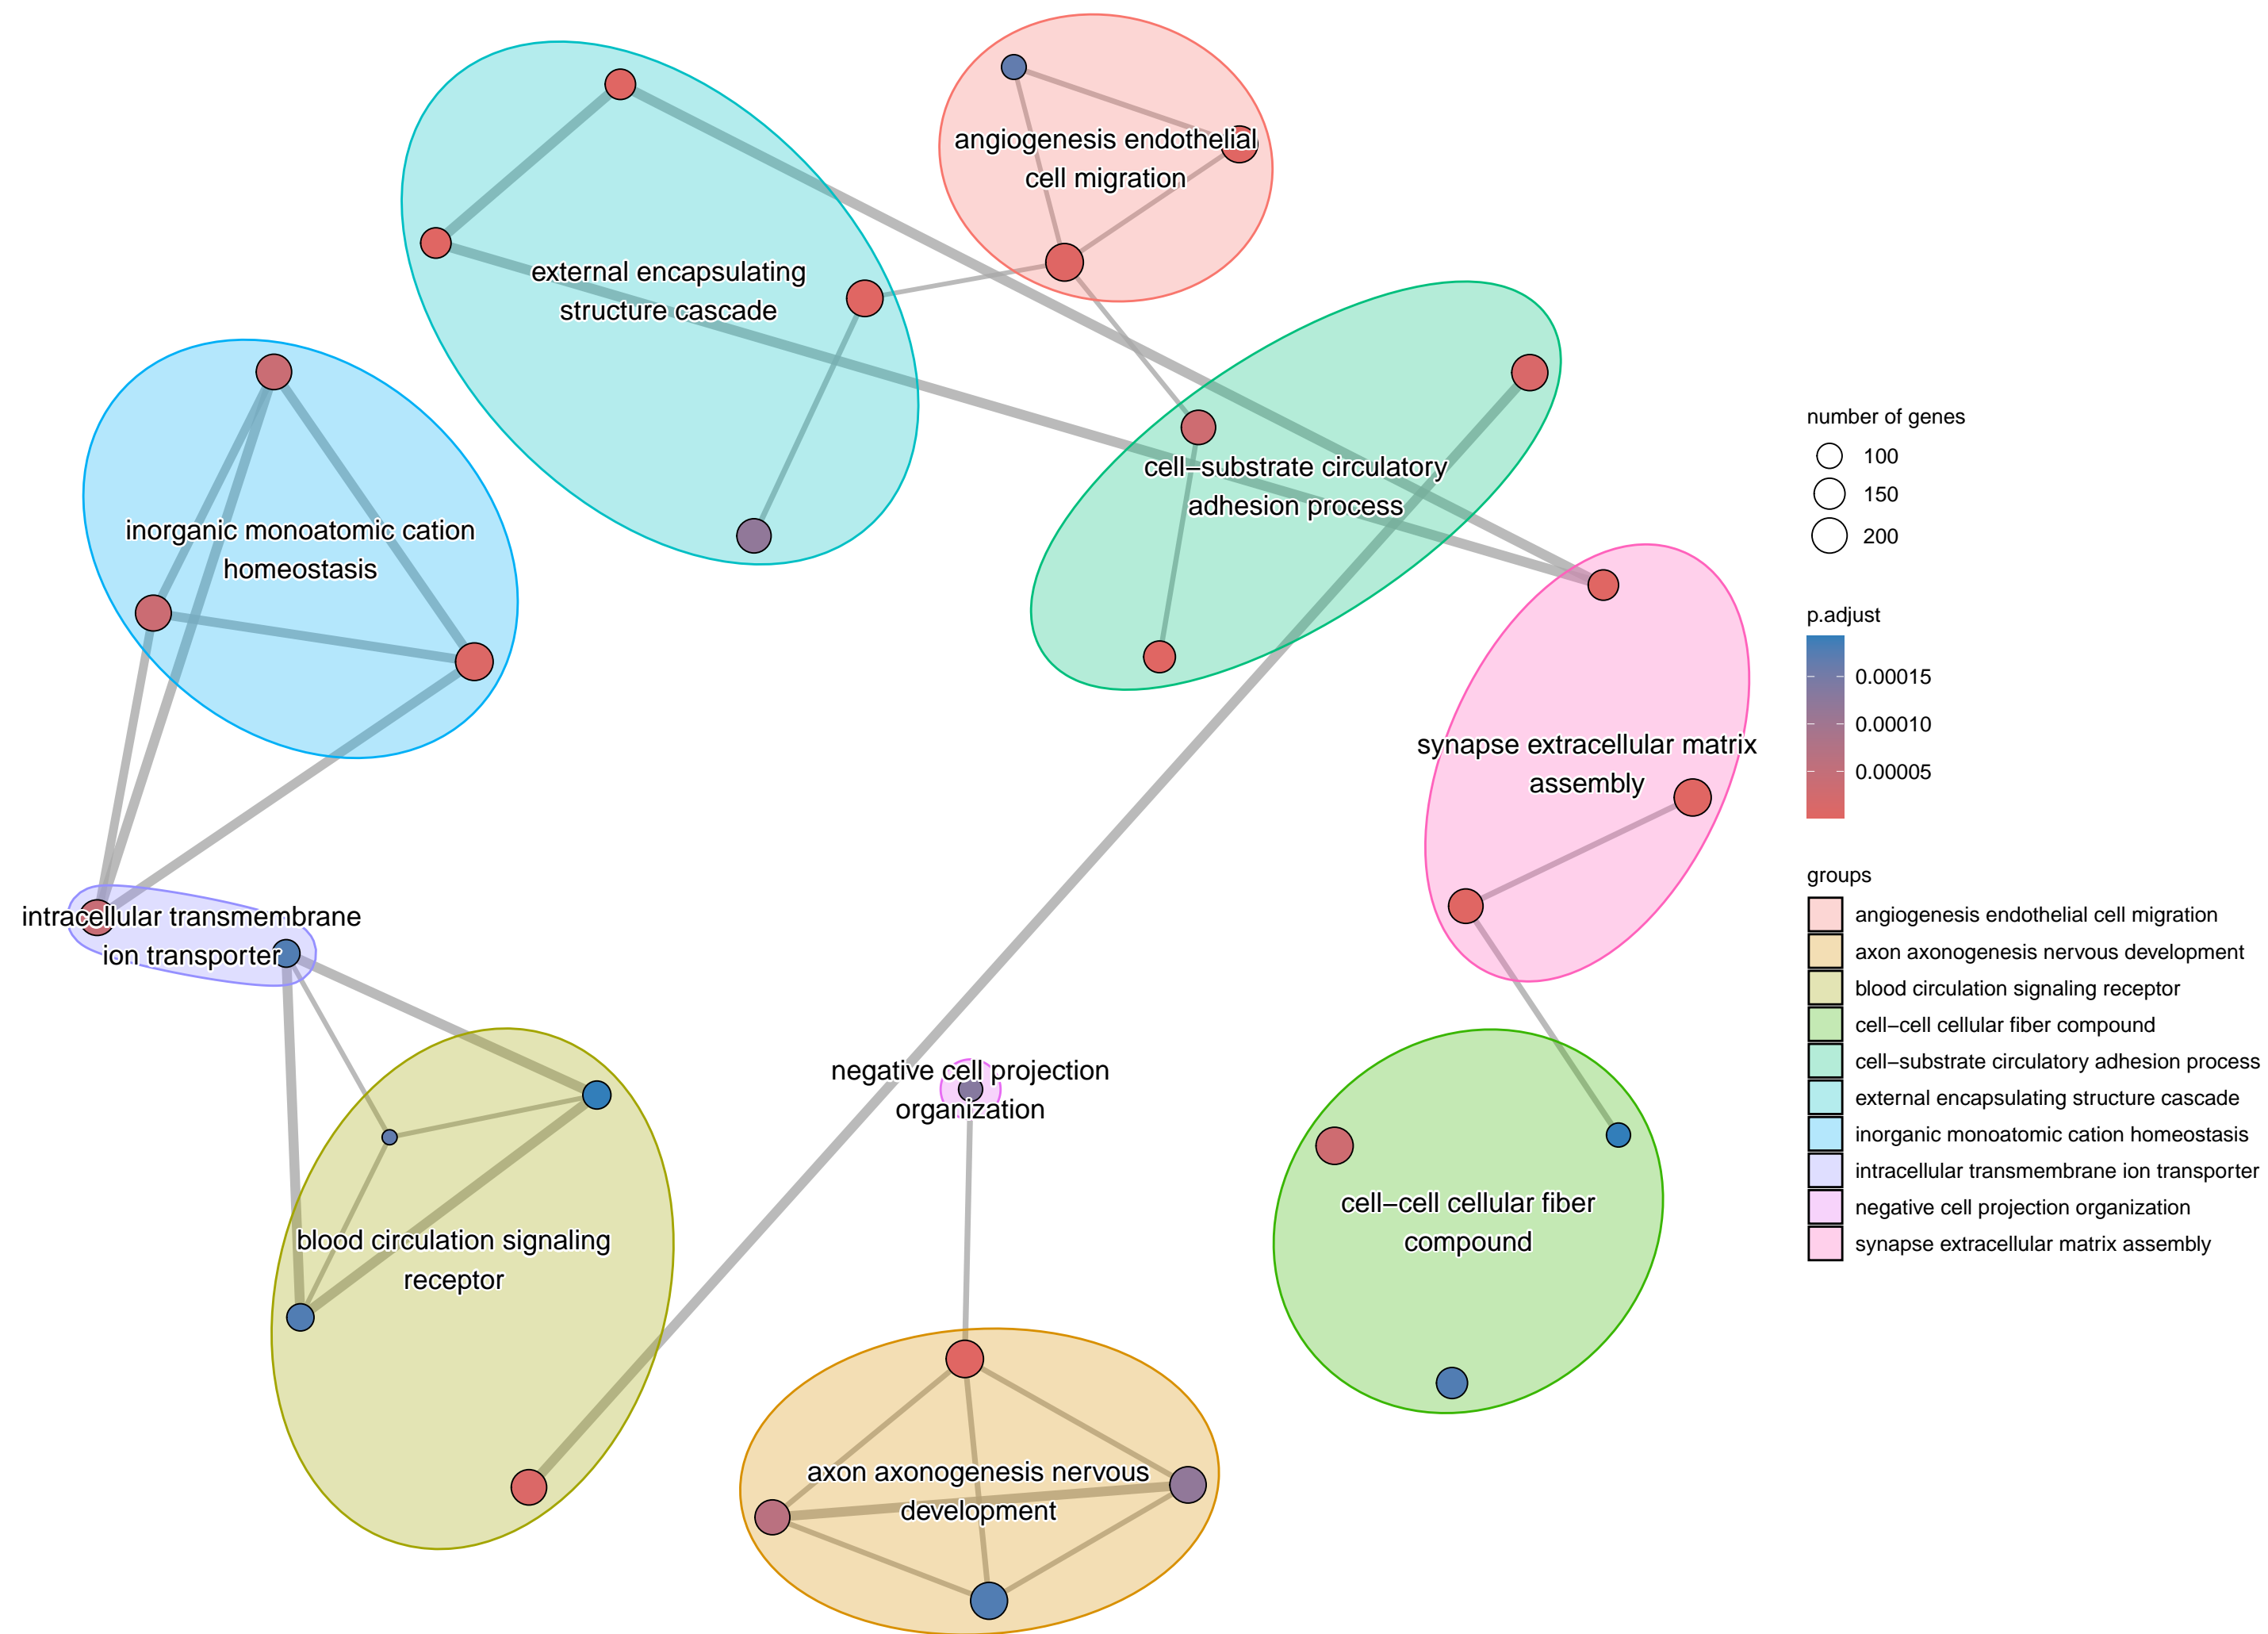 angiogenesis endothelial
cell migration
external encapsulating
structure cascade
cell−substrate circulatory
adhesion process
inorganic monoatomic cation
homeostasis
synapse extracellular matrix
assembly
intracellular transmembrane
ion transporter
negative cell projection
organization
cell−cell cellular fiber
compound
blood circulation signaling
receptor
axon axonogenesis nervous
development
number of genes
100
150
200
p.adjust
0.00015
0.00010
0.00005
groups
angiogenesis endothelial cell migration
axon axonogenesis nervous development
blood circulation signaling receptor
cell−cell cellular fiber compound
cell−substrate circulatory adhesion process
external encapsulating structure cascade
inorganic monoatomic cation homeostasis
intracellular transmembrane ion transporter
negative cell projection organization
synapse extracellular matrix assembly